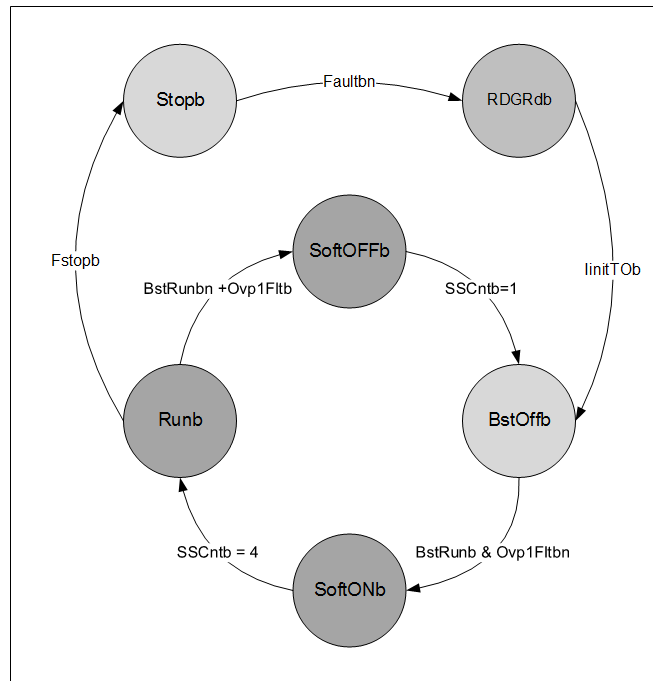 Faultbn
Stopb
RDGRdb
SoftOFFb
Fstopb
IinitTOb
BstRunbn +Ovp1Fltb
SSCntb=1
Runb
BstOffb
SSCntb = 4
BstRunb & Ovp1Fltbn
SoftONb